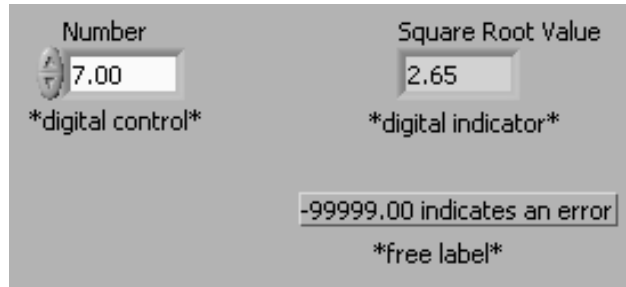 Number
Square Root Value
7.00
2.65
*digital control*
*digital indicator*
-99999.00 indicates an error
*free label*